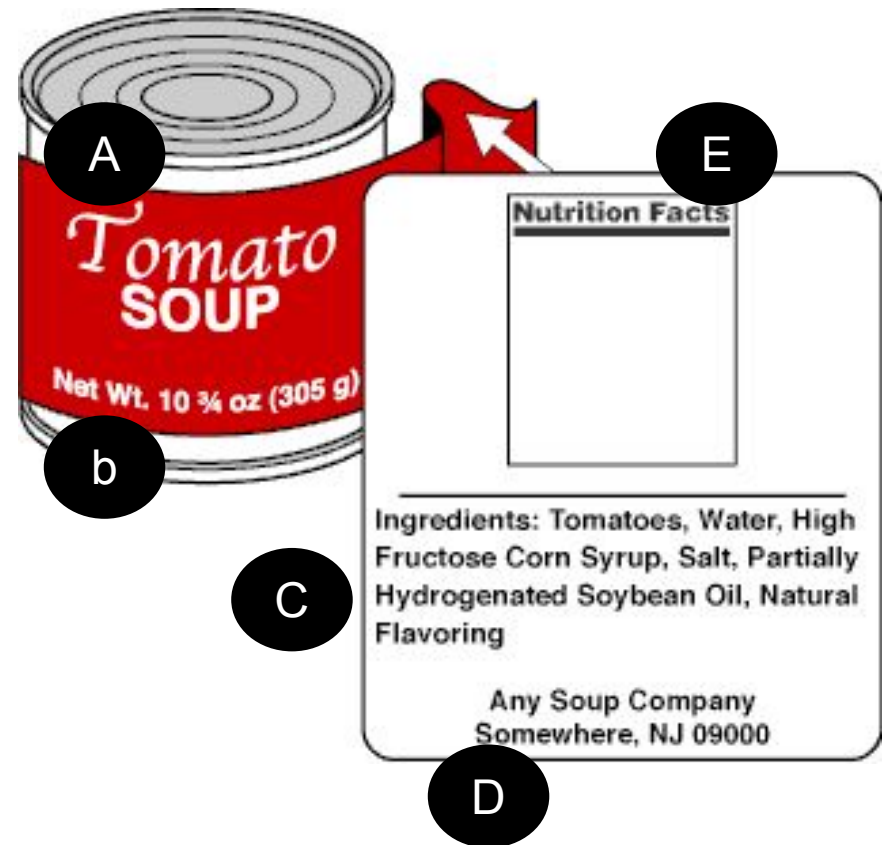 A
Tomato
SOUP
Net Wt. 10 ¾ oz (305 g)
b
E
Nutrition Facts
C
Ingredients: Tomatoes, Water, High
Fructose Corn Syrup, Salt, Partially
Hydrogenated Soybean Oil, Natural
Flavoring
Any Soup Company
Somewhere, NJ 09000
D